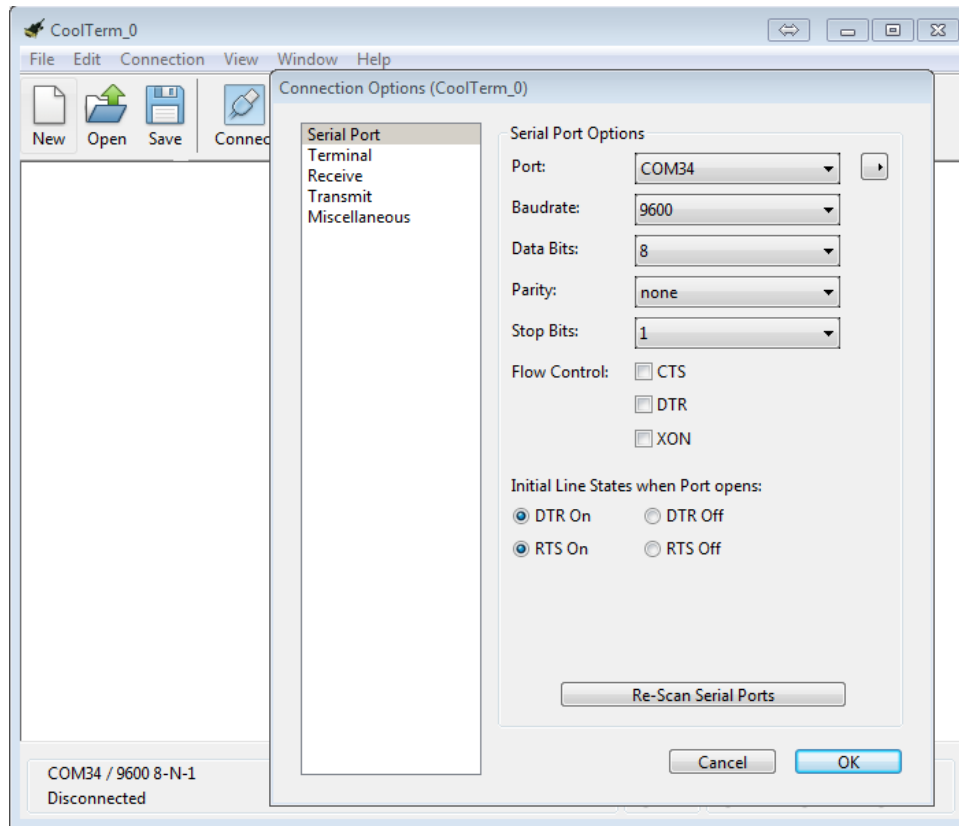 CoolTerm_0
File Edit Connection View Window Help
New Open Save Connec
Connection Options (CoolTerm_0)
Serial Port
Terminal
Receive
Transmit
Miscellaneous
Serial Port Options
Port: COM34
Baudrate: 9600
Data Bits: 8
Parity: none
Stop Bits: 1
Flow Control: CTS
DTR
XON
Initial Line States when Port opens:
DTR On DTR Off
RTS On RTS Off
Re-Scan Serial Ports
Cancel OK
COM34 / 9600 8-N-1
Disconnected